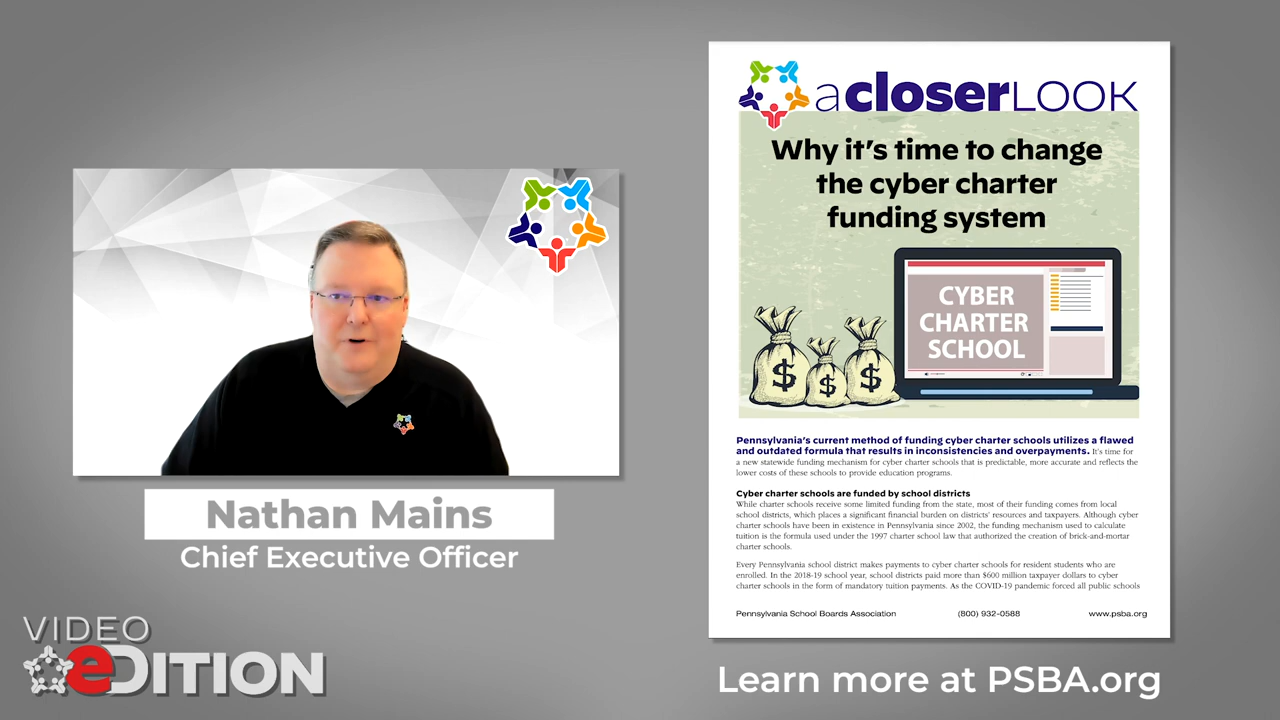 Nathan Mains
Chief Executive Officer
VIDEO
eDITION
a closer LOOK
Why it's time to change
the cyber charter
funding system
CYBER
CHARTER
SCHOOL
$ $ $
Pennsylvania's current method of funding cyber charter schools utilizes a flawed
and outdated formula that results in inconsistencies and overpayments. It's time for
a new statewide funding mechanism for cyber charter schools that is predictable, more accurate and reflects the
lower costs of these schools to provide education programs.
Cyber charter schools are funded by school districts
While charter schools receive some limited funding from the state, most of their funding comes from local
school districts, which places a significant financial burden on districts' resources and taxpayers. Although cyber
charter schools have been in existence in Pennsylvania since 2002, the funding mechanism used to calculate
tuition is the formula used under the 1997 charter school law that authorized the creation of brick-and-mortar
charter schools.
Every Pennsylvania school district makes payments to cyber charter schools for resident students who are
enrolled. In the 2018-19 school year, school districts paid more than $600 million taxpayer dollars to cyber
charter schools in the form of mandatory tuition payments. As the COVID-19 pandemic forced all public schools
Pennsylvania School Boards Association (800) 932-0588 www.psba.org
Learn more at PSBA.org